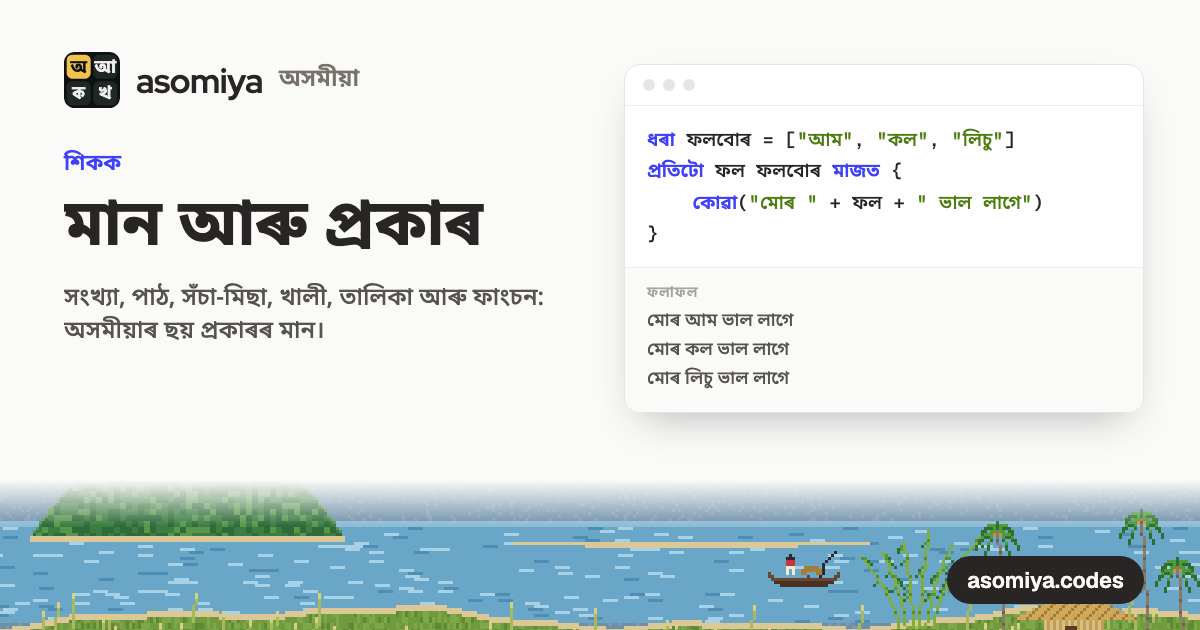 অ আ
ক খ
asomiya অসমীয়া
শিকক
মান আৰু প্ৰকাৰ
সংখ্যা, পাঠ, সঁচা-মিছা, খালী, তালিকা আৰু ফাংচন:
অসমীয়াৰ ছয় প্ৰকাৰৰ মান।
ধৰা ফলবোৰ = ["আম", "কল", "লিচু"]
প্ৰতিটো ফল ফলবোৰ মাজত {
কোৱা("মোৰ " + ফল + " ভাল লাগে")
}
ফলাফল
মোৰ আম ভাল লাগে
মোৰ কল ভাল লাগে
মোৰ লিচু ভাল লাগে
asomiya.codes